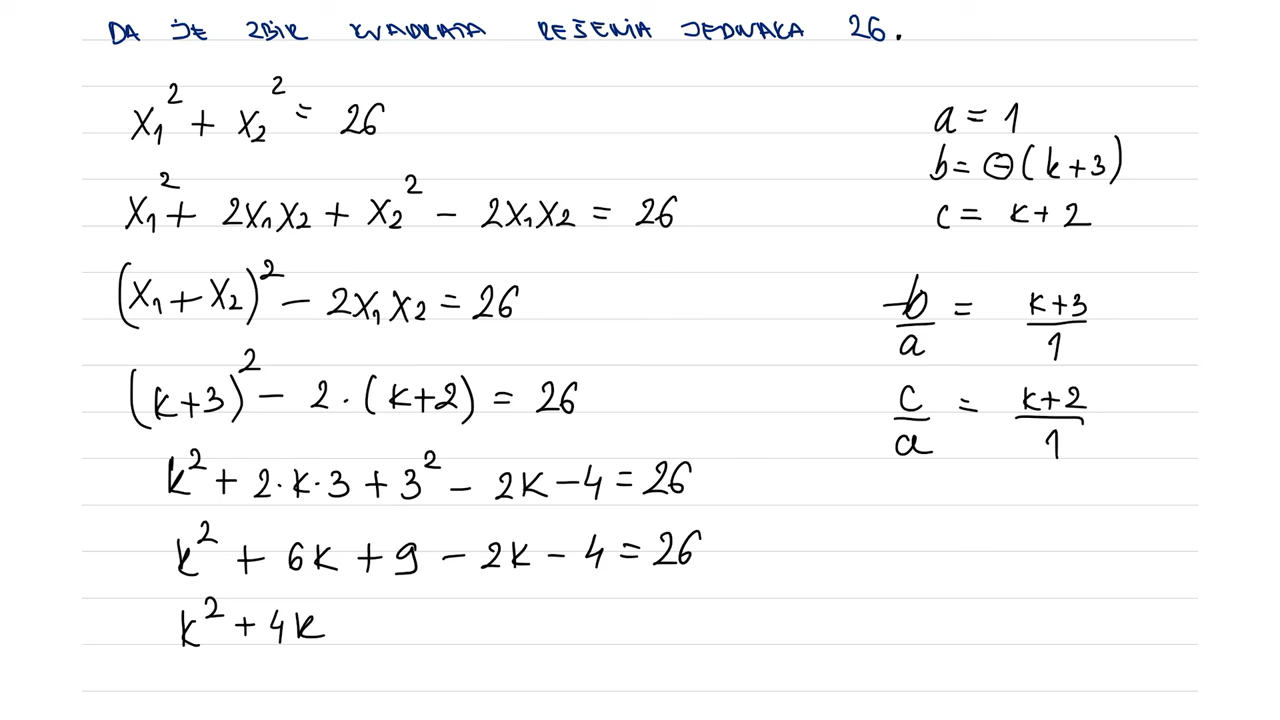 DA JE ZBIR KVADRATA REŠENJA JEDNAKA 26.
x₁² + x₂² = 26
x₁² + 2x₁x₂ + x₂² - 2x₁x₂ = 26
(x₁ + x₂)² - 2x₁x₂ = 26
(k+3)² - 2·(k+2) = 26
k² + 2·k·3 + 3² - 2k - 4 = 26
k² + 6k + 9 - 2k - 4 = 26
k² + 4k
a = 1
b = ⊖(k+3)
c = k+2
-b/a = k+3/1
c/a = k+2/1